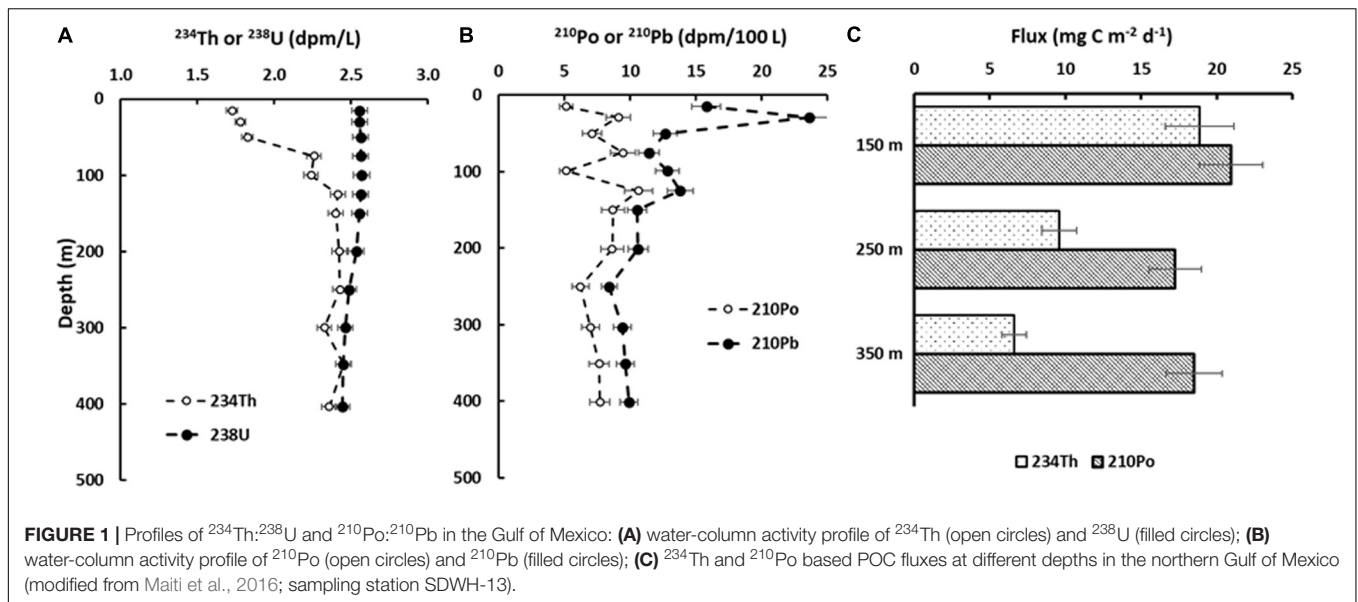 A
²³⁴Th or ²³⁸U (dpm/L)
1.0 1.5 2.0 2.5 3.0
Depth (m)
0
100
200
300
400
500
234Th
238U
B
²¹⁰Po or ²¹⁰Pb (dpm/100 L)
0 5 10 15 20 25
0
100
200
300
400
500
210Po
210Pb
C
Flux (mg C m⁻² d⁻¹)
0 5 10 15 20 25
150 m
250 m
350 m
234Th 210Po
FIGURE 1 | Profiles of ²³⁴Th:²³⁸U and ²¹⁰Po:²¹⁰Pb in the Gulf of Mexico: (A) water-column activity profile of ²³⁴Th (open circles) and ²³⁸U (filled circles); (B)
water-column activity profile of ²¹⁰Po (open circles) and ²¹⁰Pb (filled circles); (C) ²³⁴Th and ²¹⁰Po based POC fluxes at different depths in the northern Gulf of Mexico
(modified from Maiti et al., 2016; sampling station SDWH-13).